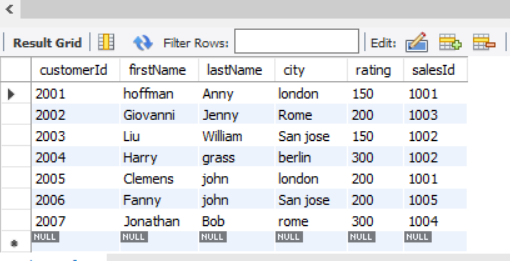 Result Grid Filter Rows: Edit:
customerId firstName lastName city rating salesId
2001 hoffman Anny london 150 1001
2002 Giovanni Jenny Rome 200 1003
2003 Liu William San jose 150 1002
2004 Harry grass berlin 300 1002
2005 Clemens john london 200 1001
2006 Fanny john San jose 200 1005
2007 Jonathan Bob rome 300 1004
NULL NULL NULL NULL NULL NULL